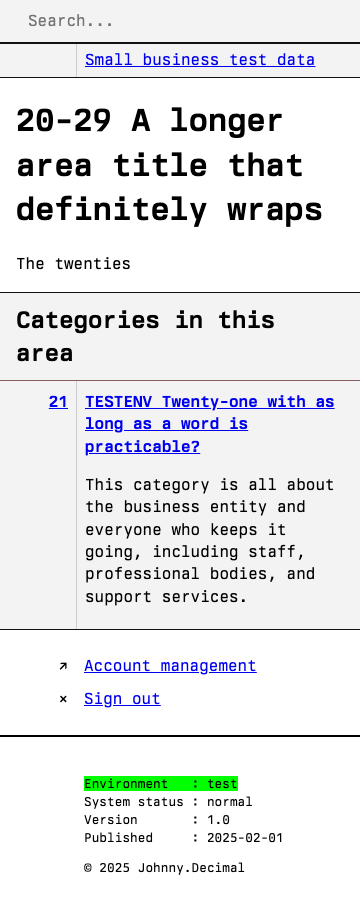 Search...
Small business test data
20-29 A longer
area title that
definitely wraps
The twenties
Categories in this
area
21 TESTENV Twenty-one with as
long as a word is
practicable?
This category is all about
the business entity and
everyone who keeps it
going, including staff,
professional bodies, and
support services.
↗ Account management
× Sign out
Environment : test
System status : normal
Version : 1.0
Published : 2025-02-01
© 2025 Johnny.Decimal